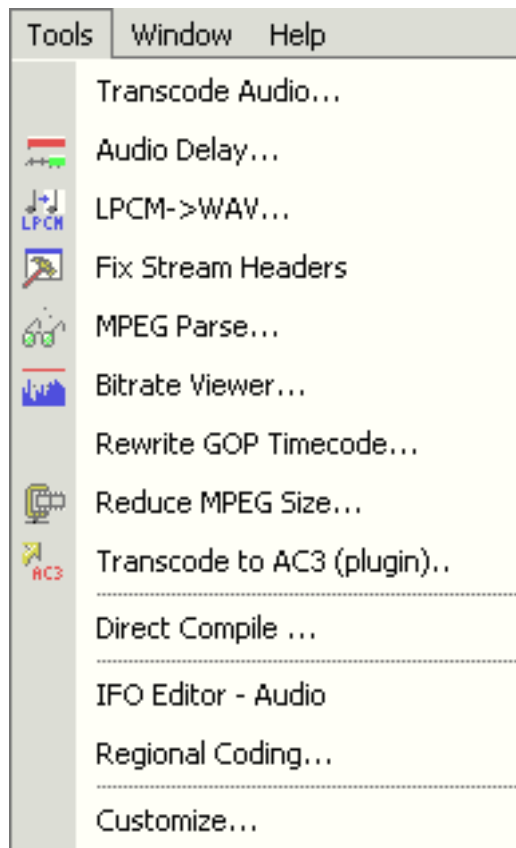 Tools Window Help
Transcode Audio...
Audio Delay...
LPCM LPCM->WAV...
Fix Stream Headers
MPEG Parse...
Bitrate Viewer...
Rewrite GOP Timecode...
Reduce MPEG Size...
AC3 Transcode to AC3 (plugin)..
Direct Compile ...
IFO Editor - Audio
Regional Coding...
Customize...